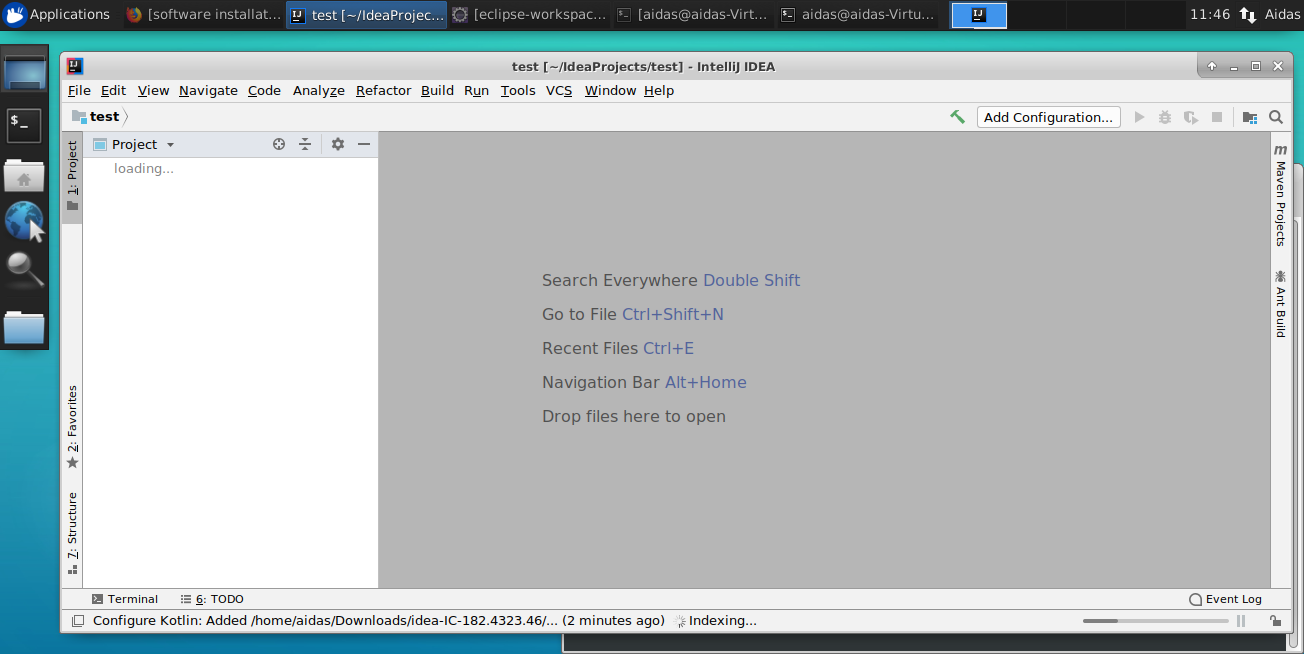 Applications [software installat... test [~/IdeaProjec... [eclipse-workspac... [aidas@aidas-Virt... aidas@aidas-Virtu... 11:46 Aidas
test [~/IdeaProjects/test] - IntelliJ IDEA
File Edit View Navigate Code Analyze Refactor Build Run Tools VCS Window Help
test Add Configuration...
Project
loading...
1: Project
2: Favorites
7: Structure
Search Everywhere Double Shift
Go to File Ctrl+Shift+N
Recent Files Ctrl+E
Navigation Bar Alt+Home
Drop files here to open
m Maven Projects
Ant Build
Terminal 6: TODO Event Log
Configure Kotlin: Added /home/aidas/Downloads/idea-IC-182.4323.46/... (2 minutes ago) Indexing...